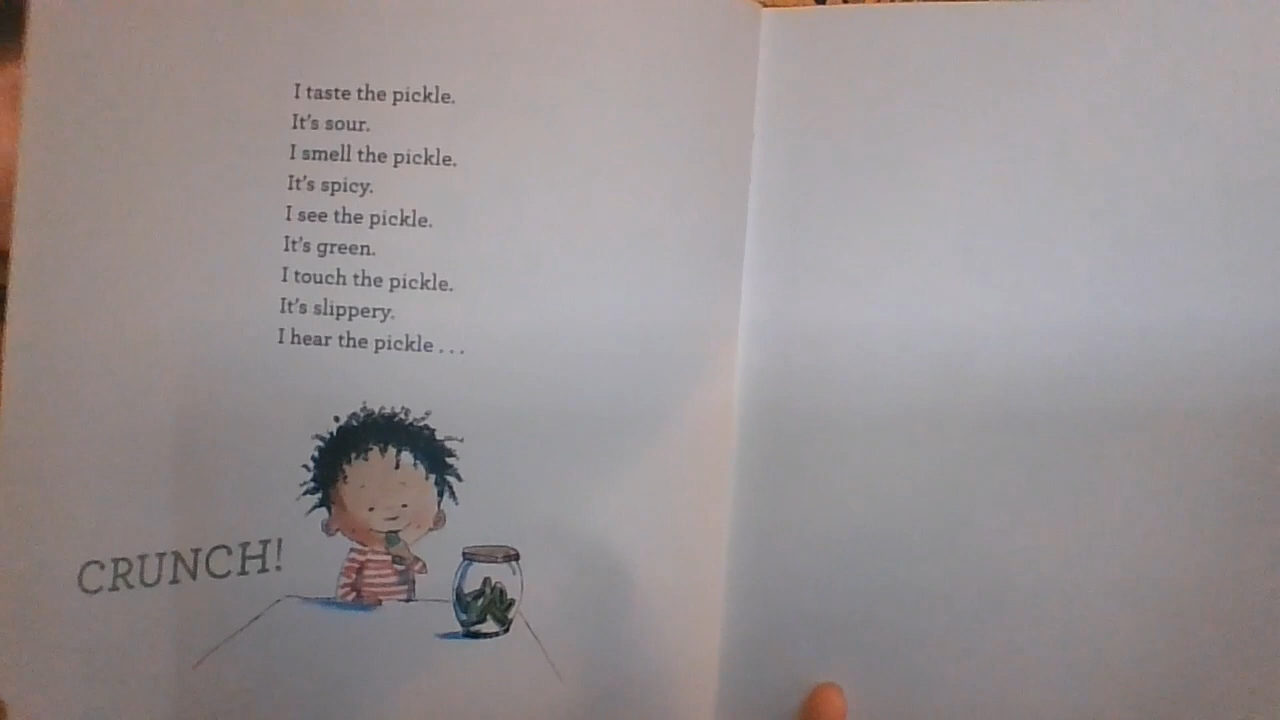 I taste the pickle.
It's sour.
I smell the pickle.
It's spicy.
I see the pickle.
It's green.
I touch the pickle.
It's slippery.
I hear the pickle . . .
CRUNCH!